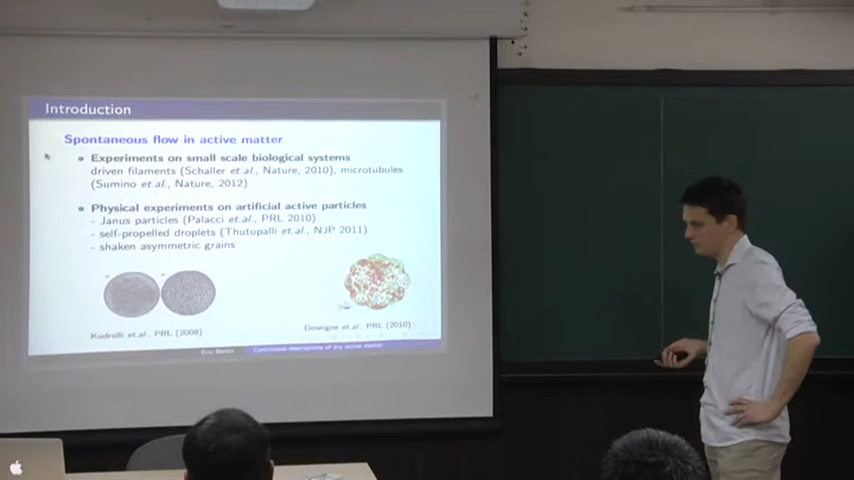 Introduction
Spontaneous flow in active matter
Experiments on small scale biological systems
driven filaments (Schaller et.al., Nature, 2010), microtubules
(Sumino et.al., Nature, 2012)
Physical experiments on artificial active particles
- Janus particles (Palacci et.al., PRL 2010)
- self-propelled droplets (Thutupalli et.al., NJP 2011)
- shaken asymmetric grains
Kudrolli et.al., PRL (2008)
Deseigne et.al., PRL (2010)
Eric Bertin
Continuous descriptions of dry active matter